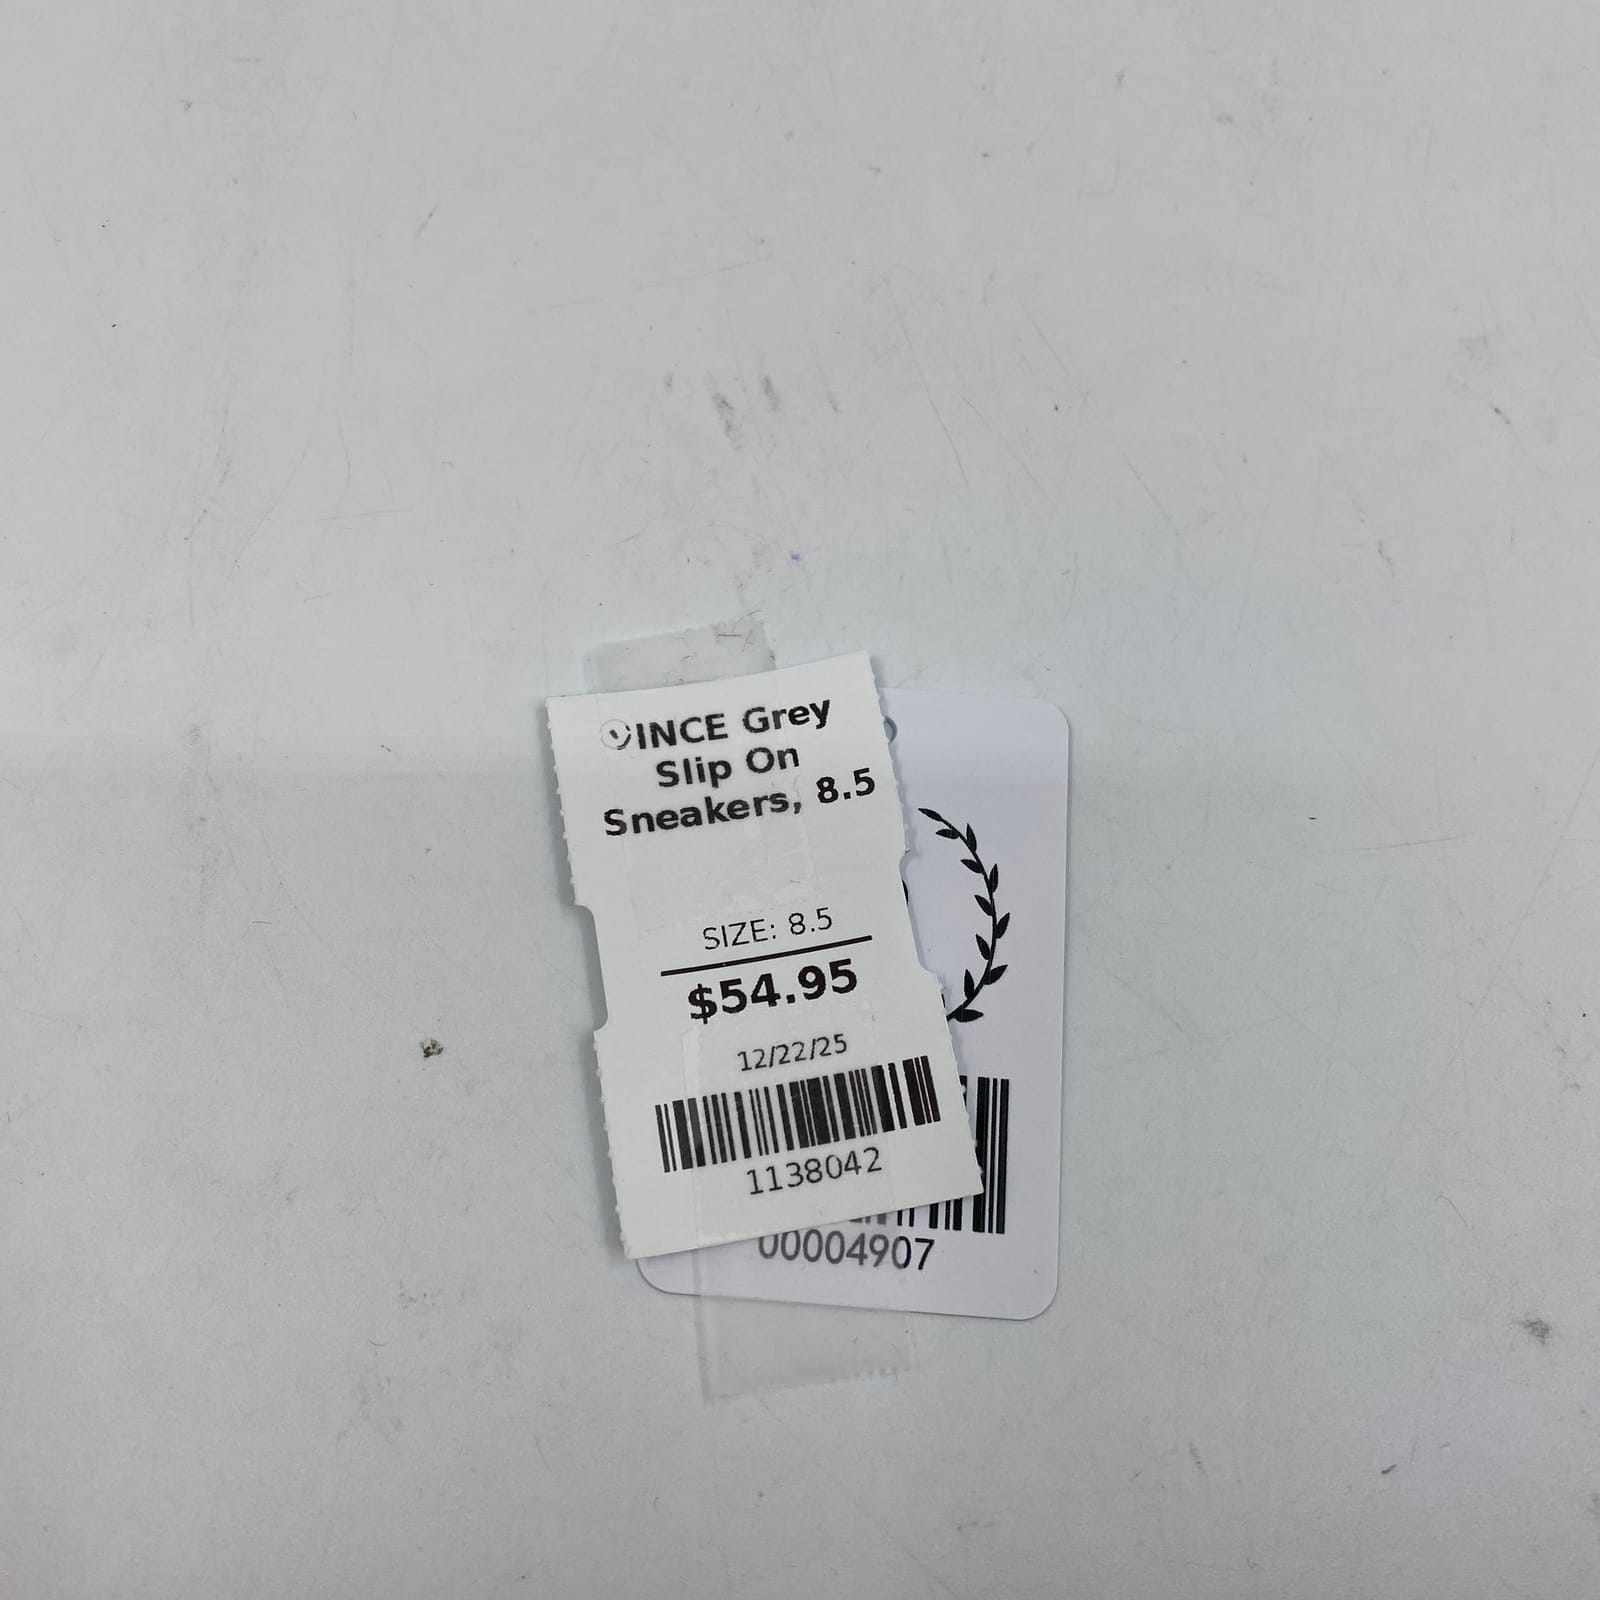 VINCE Grey
Slip On
Sneakers, 8.5
SIZE: 8.5
$54.95
12/22/25
1138042
00004907